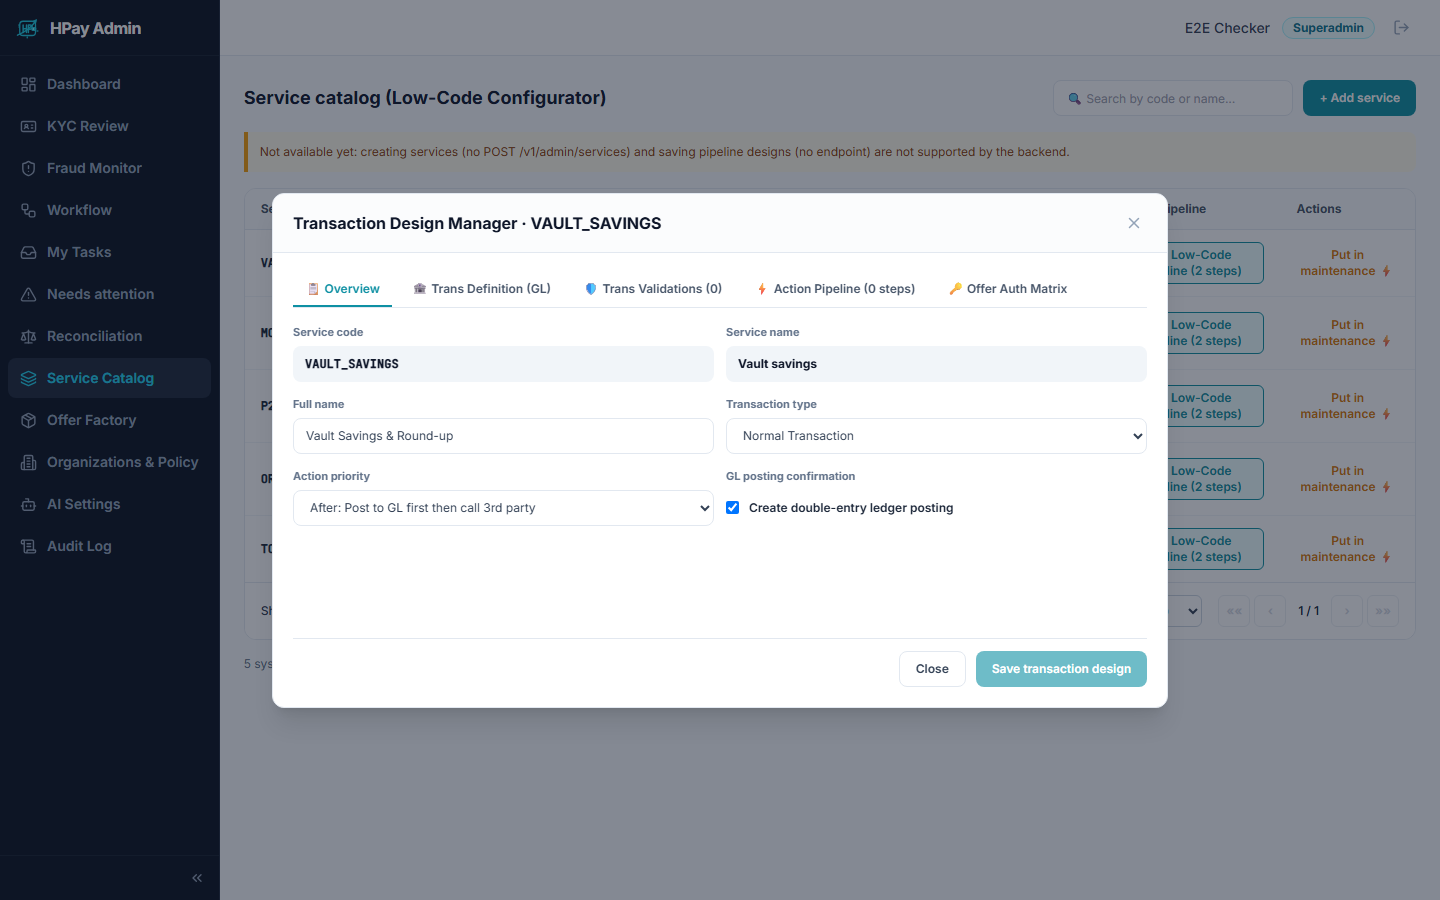 HPay Admin
E2E Checker
Superadmin
Dashboard
KYC Review
Fraud Monitor
Workflow
My Tasks
Needs attention
Reconciliation
Service Catalog
Offer Factory
Organizations & Policy
AI Settings
Audit Log
«
Service catalog (Low-Code Configurator)
Search by code or name...
+ Add service
Not available yet: creating services (no POST /v1/admin/services) and saving pipeline designs (no endpoint) are not supported by the backend.
Actions
Low-Code
(2 steps)
Put in
maintenance
Low-Code
(2 steps)
Put in
maintenance
Low-Code
(2 steps)
Put in
maintenance
Low-Code
(2 steps)
Put in
maintenance
Low-Code
(2 steps)
Put in
maintenance
«« ‹ 1 / 1 › »»
5
Transaction Design Manager · VAULT_SAVINGS
Overview
Trans Definition (GL)
Trans Validations (0)
Action Pipeline (0 steps)
Offer Auth Matrix
Service code
Service name
VAULT_SAVINGS
Vault savings
Full name
Transaction type
Vault Savings & Round-up
Normal Transaction
Action priority
GL posting confirmation
After: Post to GL first then call 3rd party
Create double-entry ledger posting
Close
Save transaction design